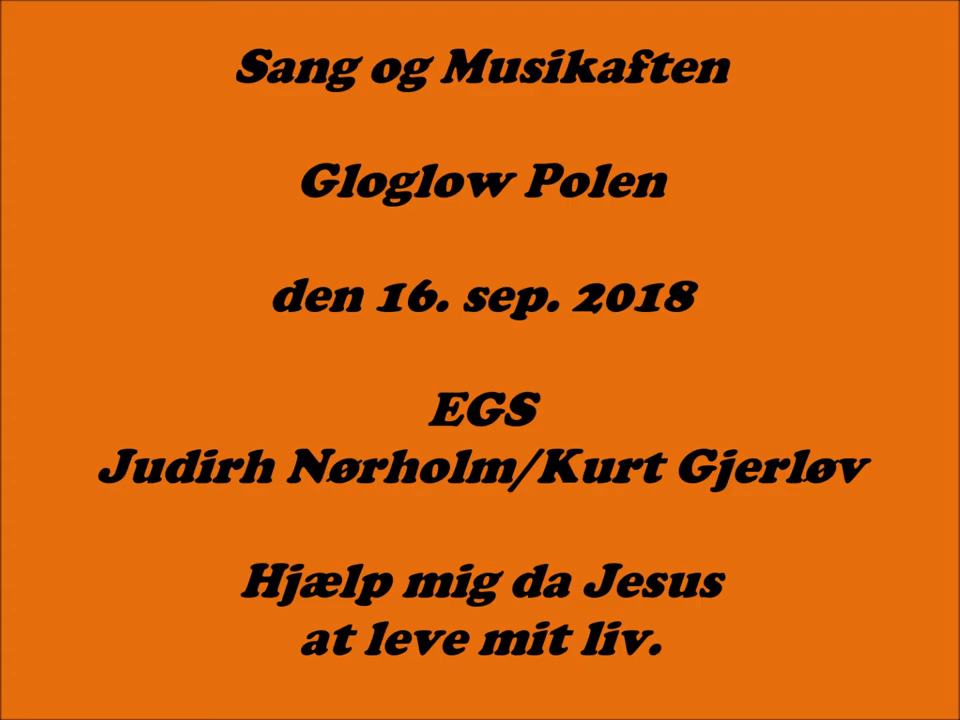 Sang og Musikaften
Gloglow Polen
den 16. sep. 2018
EGS
Judirh Nørholm/Kurt Gjerløv
Hjælp mig da Jesus
at leve mit liv.